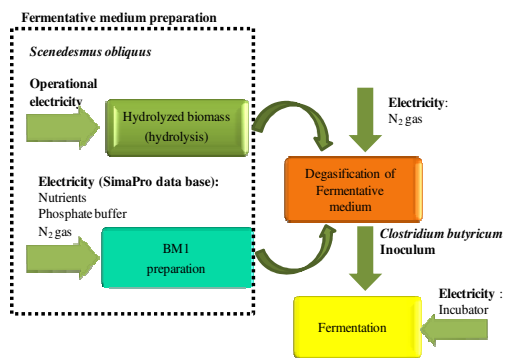 Fermentative medium preparation
Scenedesmus obliquus
Operational
electricity
Hydrolyzed biomass
(hydrolysis)
Electricity:
N2 gas
Degasification of
Fermentative
medium
Electricity (SimaPro data base):
Nutrients
Phosphate buffer
N2 gas
BM1
preparation
Clostridium butyricum
Inoculum
Electricity :
Incubator
Fermentation